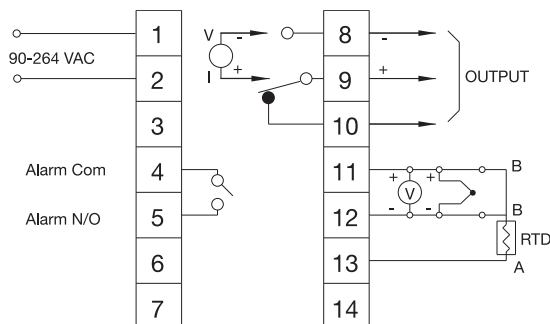 1
90-264 VAC
2
3
Alarm Com 4
Alarm N/O 5
6
7
V - 8 -
I + 9 + OUTPUT
10
11 + + B
V
12 - - B
RTD
13 A
14